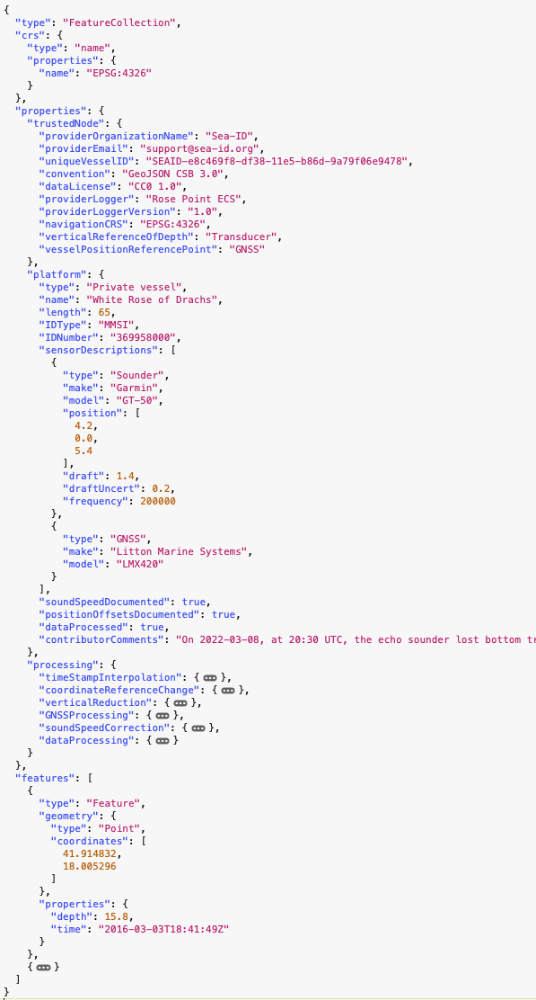 {
  "type": "FeatureCollection",
  "crs": {
    "type": "name",
    "properties": {
      "name": "EPSG:4326"
    }
  },
  "properties": {
    "trustedNode": {
      "providerOrganizationName": "Sea-ID",
      "providerEmail": "support@sea-id.org",
      "uniqueVesselID": "SEAID-e8c469f8-df38-11e5-b86d-9a79f06e9478",
      "convention": "GeoJSON CSB 3.0",
      "dataLicense": "CC0 1.0",
      "providerLogger": "Rose Point ECS",
      "providerLoggerVersion": "1.0",
      "navigationCRS": "EPSG:4326",
      "verticalReferenceOfDepth": "Transducer",
      "vesselPositionReferencePoint": "GNSS"
    },
    "platform": {
      "type": "Private vessel",
      "name": "White Rose of Drachs",
      "length": 65,
      "IDType": "MMSI",
      "IDNumber": "369958000",
      "sensorDescriptions": [
        {
          "type": "Sounder",
          "make": "Garmin",
          "model": "GT-50",
          "position": [
            4.2,
            0.0,
            5.4
          ],
          "draft": 1.4,
          "draftUncert": 0.2,
          "frequency": 200000
        },
        {
          "type": "GNSS",
          "make": "Litton Marine Systems",
          "model": "LMX420"
        }
      ],
      "soundSpeedDocumented": true,
      "positionOffsetsDocumented": true,
      "dataProcessed": true,
      "contributorComments": "On 2022-03-08, at 20:30 UTC, the echo sounder lost bottom tr
    },
    "processing": {
      "timeStampInterpolation": { ••• },
      "coordinateReferenceChange": { ••• },
      "verticalReduction": { ••• },
      "GNSSProcessing": { ••• },
      "soundSpeedCorrection": { ••• },
      "dataProcessing": { ••• }
    }
  },
  "features": [
    {
      "type": "Feature",
      "geometry": {
        "type": "Point",
        "coordinates": [
          41.914832,
          18.005296
        ]
      },
      "properties": {
        "depth": 15.8,
        "time": "2016-03-03T18:41:49Z"
      }
    },
    { ••• }
  ]
}